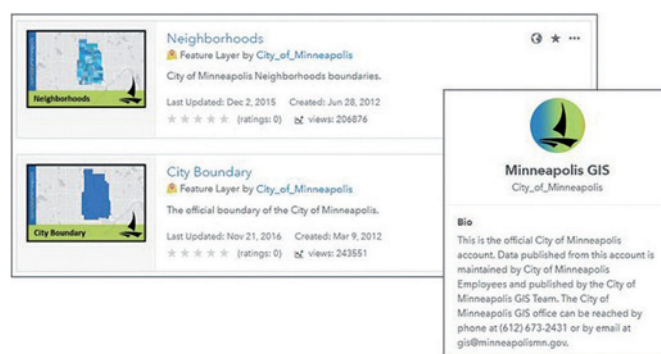 Neighborhoods
Feature Layer by City_of_Minneapolis
City of Minneapolis Neighborhoods boundaries.
Last Updated: Dec 2, 2015 Created: Jun 28, 2012
(ratings: 0) views: 206876
Neighborhoods
City Boundary
Feature Layer by City_of_Minneapolis
The official boundary of the City of Minneapolis.
Last Updated: Nov 21, 2016 Created: Mar 9, 2012
(ratings: 0) views: 243551
City Boundary
Minneapolis GIS
City_of_Minneapolis
Bio
This is the official City of Minneapolis
account. Data published from this account is
maintained by City of Minneapolis
Employees and published by the City of
Minneapolis GIS Team. The City of
Minneapolis GIS office can be reached by
phone at (612) 673-2431 or by email at
gis@minneapolismn.gov.